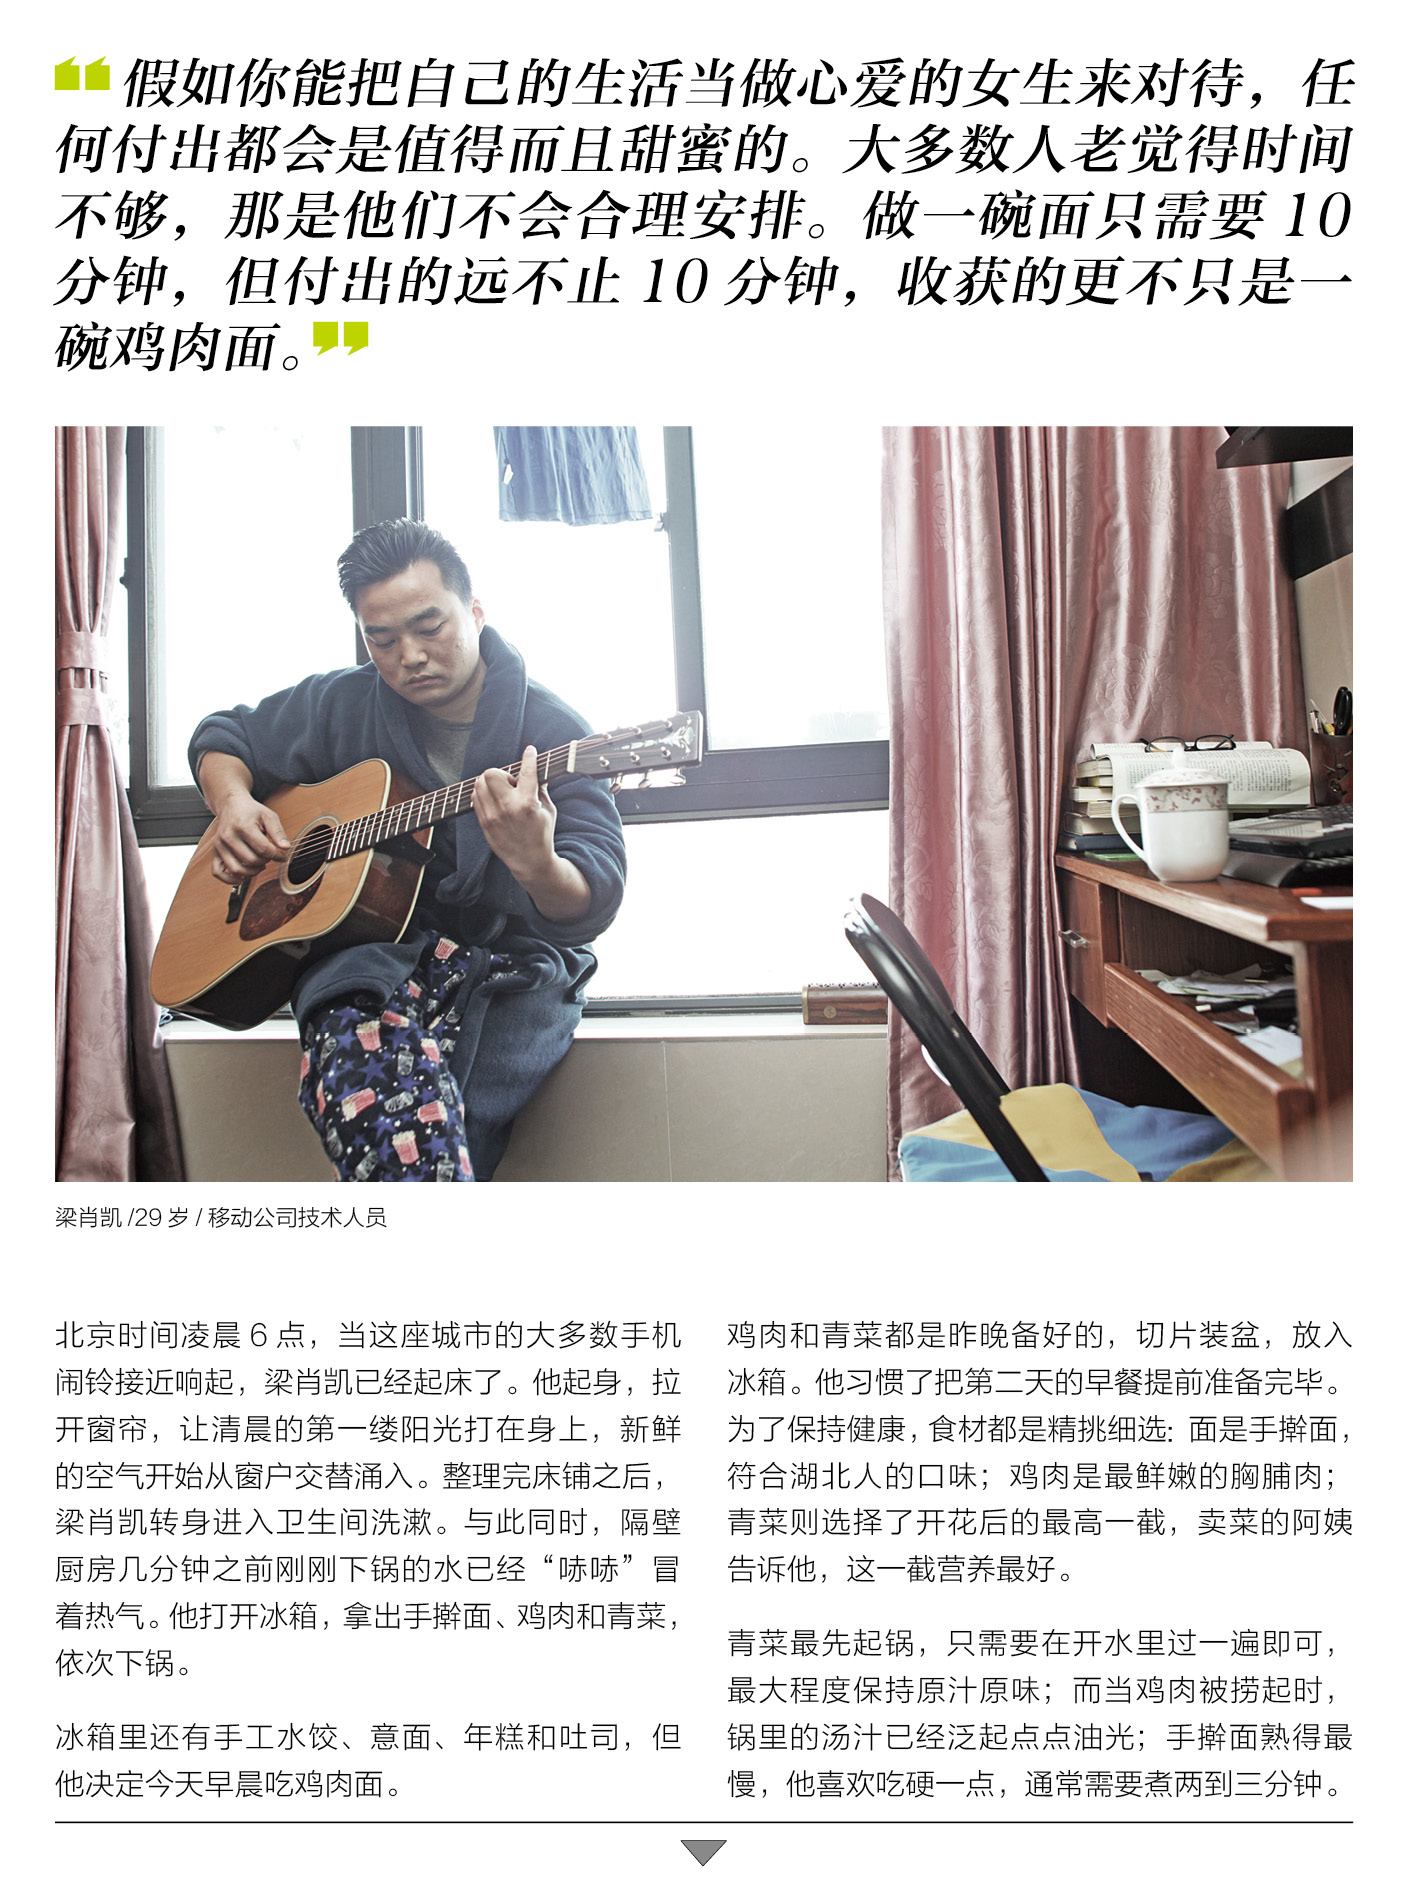 “假如你能把自己的生活当做心爱的女生来对待，任
何付出都会是值得而且甜蜜的。大多数人老觉得时间
不够，那是他们不会合理安排。做一碗面只需要 10
分钟，但付出的远不止 10 分钟，收获的更不只是一
碗鸡肉面。”
梁肖凯 /29 岁 / 移动公司技术人员
北京时间凌晨 6 点，当这座城市的大多数手机
闹铃接近响起，梁肖凯已经起床了。他起身，拉
开窗帘，让清晨的第一缕阳光打在身上，新鲜
的空气开始从窗户交替涌入。整理完床铺之后，
梁肖凯转身进入卫生间洗漱。与此同时，隔壁
厨房几分钟之前刚刚下锅的水已经“哧哧”冒
着热气。他打开冰箱，拿出手擀面、鸡肉和青菜，
依次下锅。
冰箱里还有手工水饺、意面、年糕和吐司，但
他决定今天早晨吃鸡肉面。
鸡肉和青菜都是昨晚备好的，切片装盆，放入
冰箱。他习惯了把第二天的早餐提前准备完毕。
为了保持健康，食材都是精挑细选：面是手擀面，
符合湖北人的口味；鸡肉是最鲜嫩的胸脯肉；
青菜则选择了开花后的最高一截，卖菜的阿姨
告诉他，这一截营养最好。
青菜最先起锅，只需要在开水里过一遍即可，
最大程度保持原汁原味；而当鸡肉被捞起时，
锅里的汤汁已经泛起点点油光；手擀面熟得最
慢，他喜欢吃硬一点，通常需要煮两到三分钟。